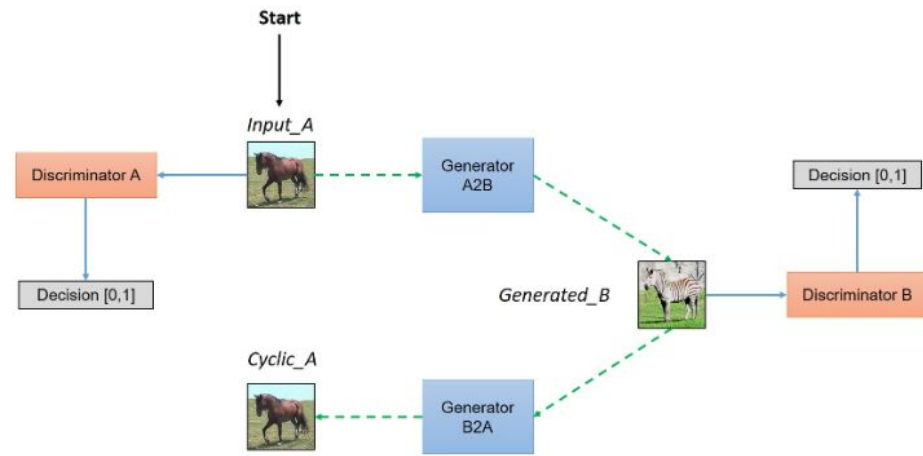 Start
Input_A
Discriminator A
Generator
A2B
Decision [0,1]
Decision [0,1]
Generated_B
Discriminator B
Cyclic_A
Generator
B2A